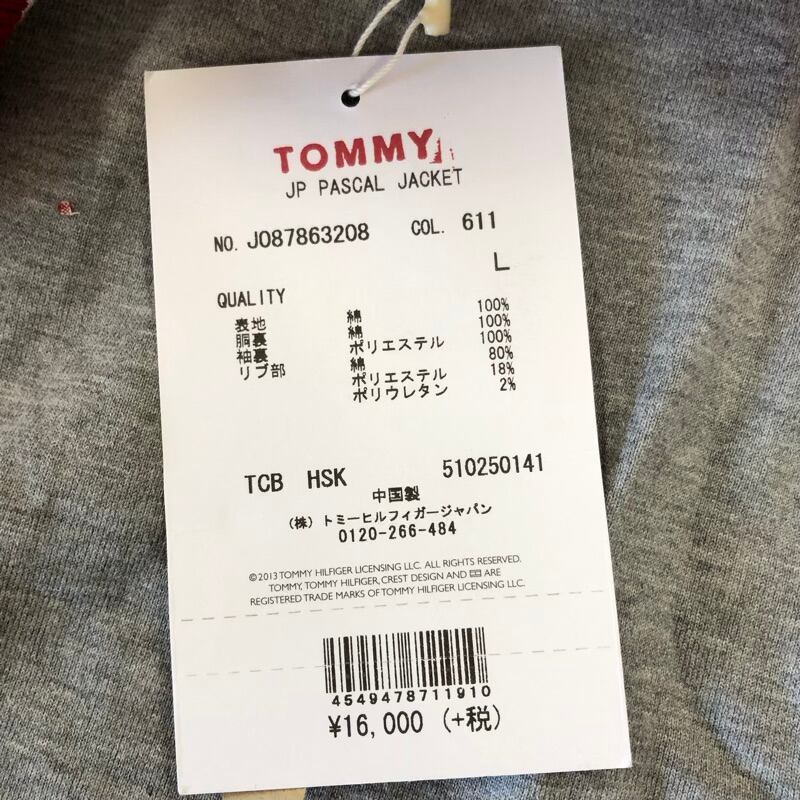 TOMMY
JP PASCAL JACKET
NO. J087863208 COL. 611
L
QUALITY
表地 綿 100%
胴裏 綿 100%
袖裏 ポリエステル 100%
リブ部 綿 80%
ポリエステル 18%
ポリウレタン 2%
TCB HSK 510250141
中国製
(株) トミーヒルフィガージャパン
0120-266-484
©2013 TOMMY HILFIGER LICENSING LLC. ALL RIGHTS RESERVED.
TOMMY, TOMMY HILFIGER, CREST DESIGN AND ARE
REGISTERED TRADE MARKS OF TOMMY HILFIGER LICENSING LLC.
4549478711910
¥16,000 (+税)